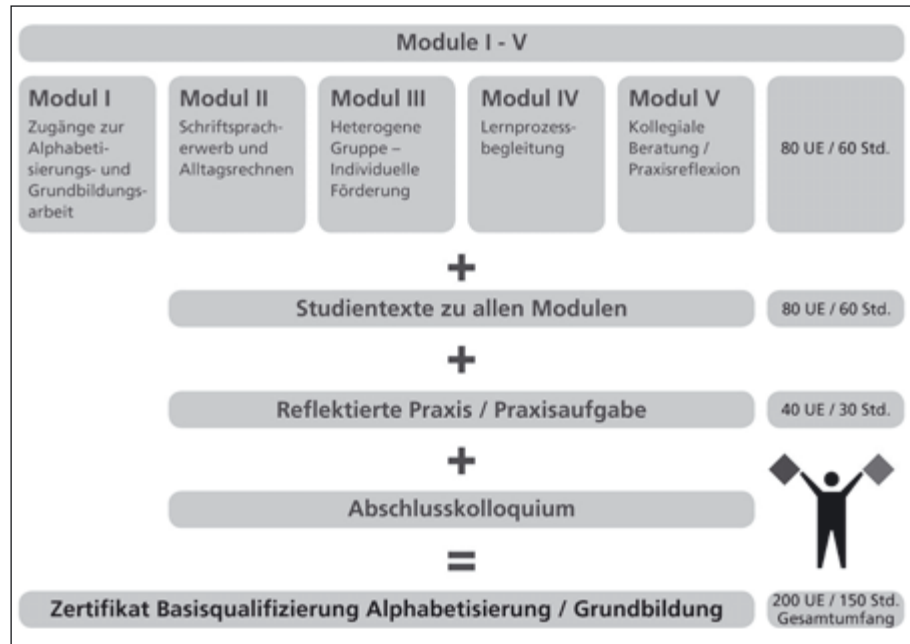 Module I - V
Modul I
Zugänge zur
Alphabeti-
sierungs- und
Grundbildungs-
arbeit
Modul II
Schriftsprach-
erwerb und
Alltagsrechnen
Modul III
Heterogene
Gruppe –
Individuelle
Förderung
Modul IV
Lernprozess-
begleitung
Modul V
Kollegiale
Beratung /
Praxisreflexion
80 UE / 60 Std.
+
Studientexte zu allen Modulen
80 UE / 60 Std.
+
Reflektierte Praxis / Praxisaufgabe
40 UE / 30 Std.
+
Abschlusskolloquium
=
Zertifikat Basisqualifizierung Alphabetisierung / Grundbildung
200 UE / 150 Std.
Gesamtumfang